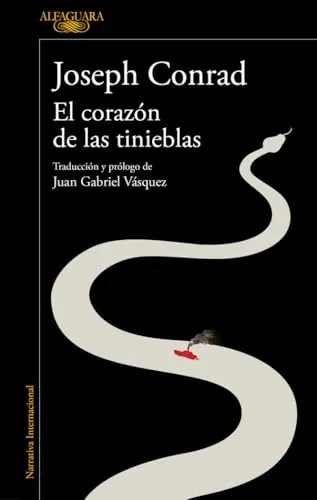 ALFAGUARA
Joseph Conrad
El corazón
de las tinieblas
Traducción y prólogo de
Juan Gabriel Vásquez
Narrativa Internacional